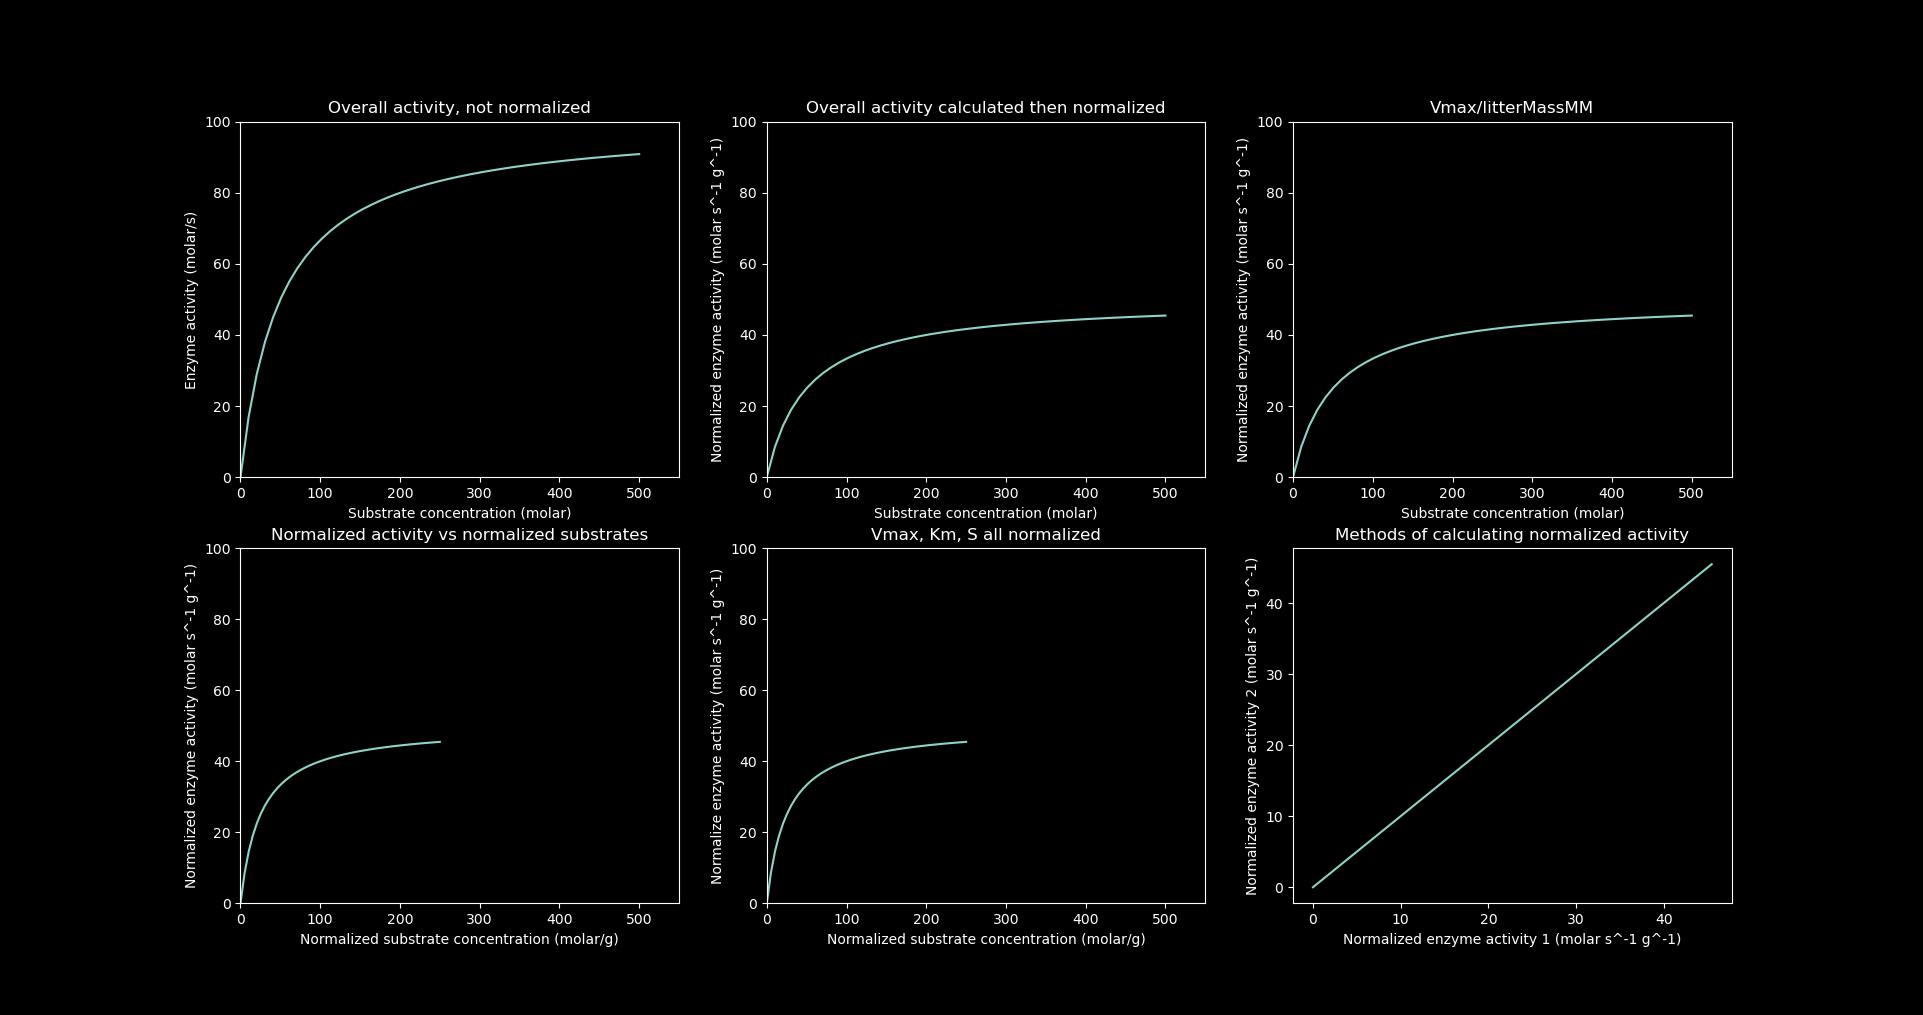 Overall activity, not normalized
Enzyme activity (molar/s)
100
80
60
40
20
0
0 100 200 300 400 500
Substrate concentration (molar)
Overall activity calculated then normalized
Normalized enzyme activity (molar s^-1 g^-1)
100
80
60
40
20
0
0 100 200 300 400 500
Substrate concentration (molar)
Vmax/litterMassMM
Normalized enzyme activity (molar s^-1 g^-1)
100
80
60
40
20
0
0 100 200 300 400 500
Substrate concentration (molar)
Normalized activity vs normalized substrates
Normalized enzyme activity (molar s^-1 g^-1)
100
80
60
40
20
0
0 100 200 300 400 500
Normalized substrate concentration (molar/g)
Vmax, Km, S all normalized
Normalize enzyme activity (molar s^-1 g^-1)
100
80
60
40
20
0
0 100 200 300 400 500
Normalized substrate concentration (molar/g)
Methods of calculating normalized activity
Normalized enzyme activity 2 (molar s^-1 g^-1)
40
30
20
10
0
0 10 20 30 40
Normalized enzyme activity 1 (molar s^-1 g^-1)